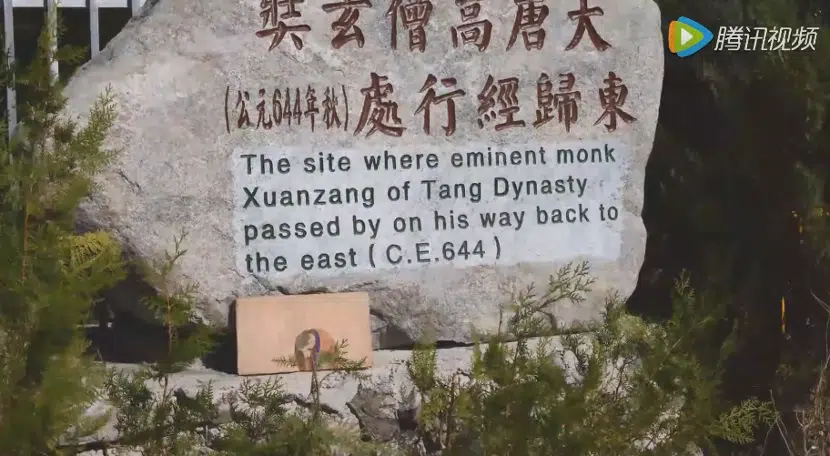 腾讯视频
大唐高僧玄奘
東歸經行處(公元644年秋)
The site where eminent monk
Xuanzang of Tang Dynasty
passed by on his way back to
the east (C.E.644)